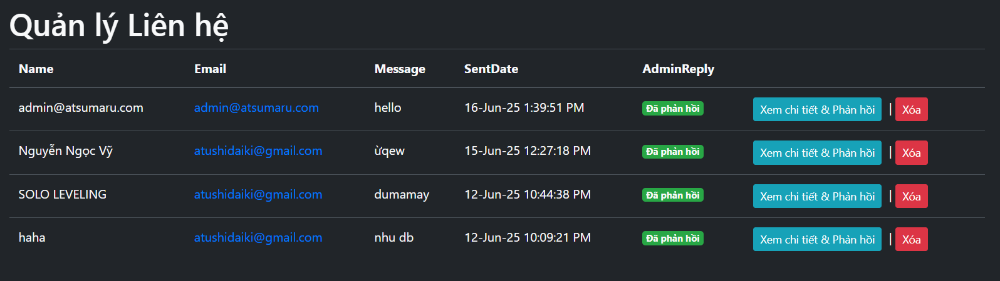 Quản lý Liên hệ
Name Email Message SentDate AdminReply
admin@atsumaru.com admin@atsumaru.com hello 16-Jun-25 1:39:51 PM Đã phản hồi Xem chi tiết & Phản hồi | Xóa
Nguyễn Ngọc Vỹ atushidaiki@gmail.com ừqew 15-Jun-25 12:27:18 PM Đã phản hồi Xem chi tiết & Phản hồi | Xóa
SOLO LEVELING atushidaiki@gmail.com dumamay 12-Jun-25 10:44:38 PM Đã phản hồi Xem chi tiết & Phản hồi | Xóa
haha atushidaiki@gmail.com nhu db 12-Jun-25 10:09:21 PM Đã phản hồi Xem chi tiết & Phản hồi | Xóa